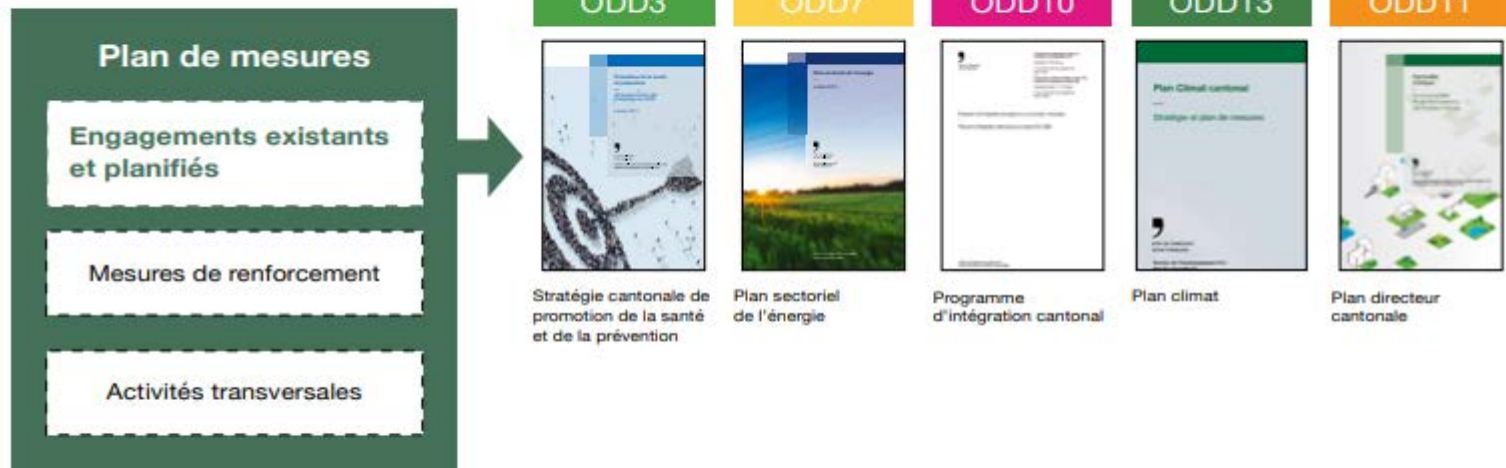 ODD3
ODD7
ODD10
ODD13
ODD11
Plan de mesures
Engagements existants
et planifiés
Mesures de renforcement
Activités transversales
Plan Climat cantonal
Stratégie et plan de mesures
Stratégie cantonale de
promotion de la santé
et de la prévention
Plan sectoriel
de l'énergie
Programme
d'intégration cantonal
Plan climat
Plan directeur
cantonale